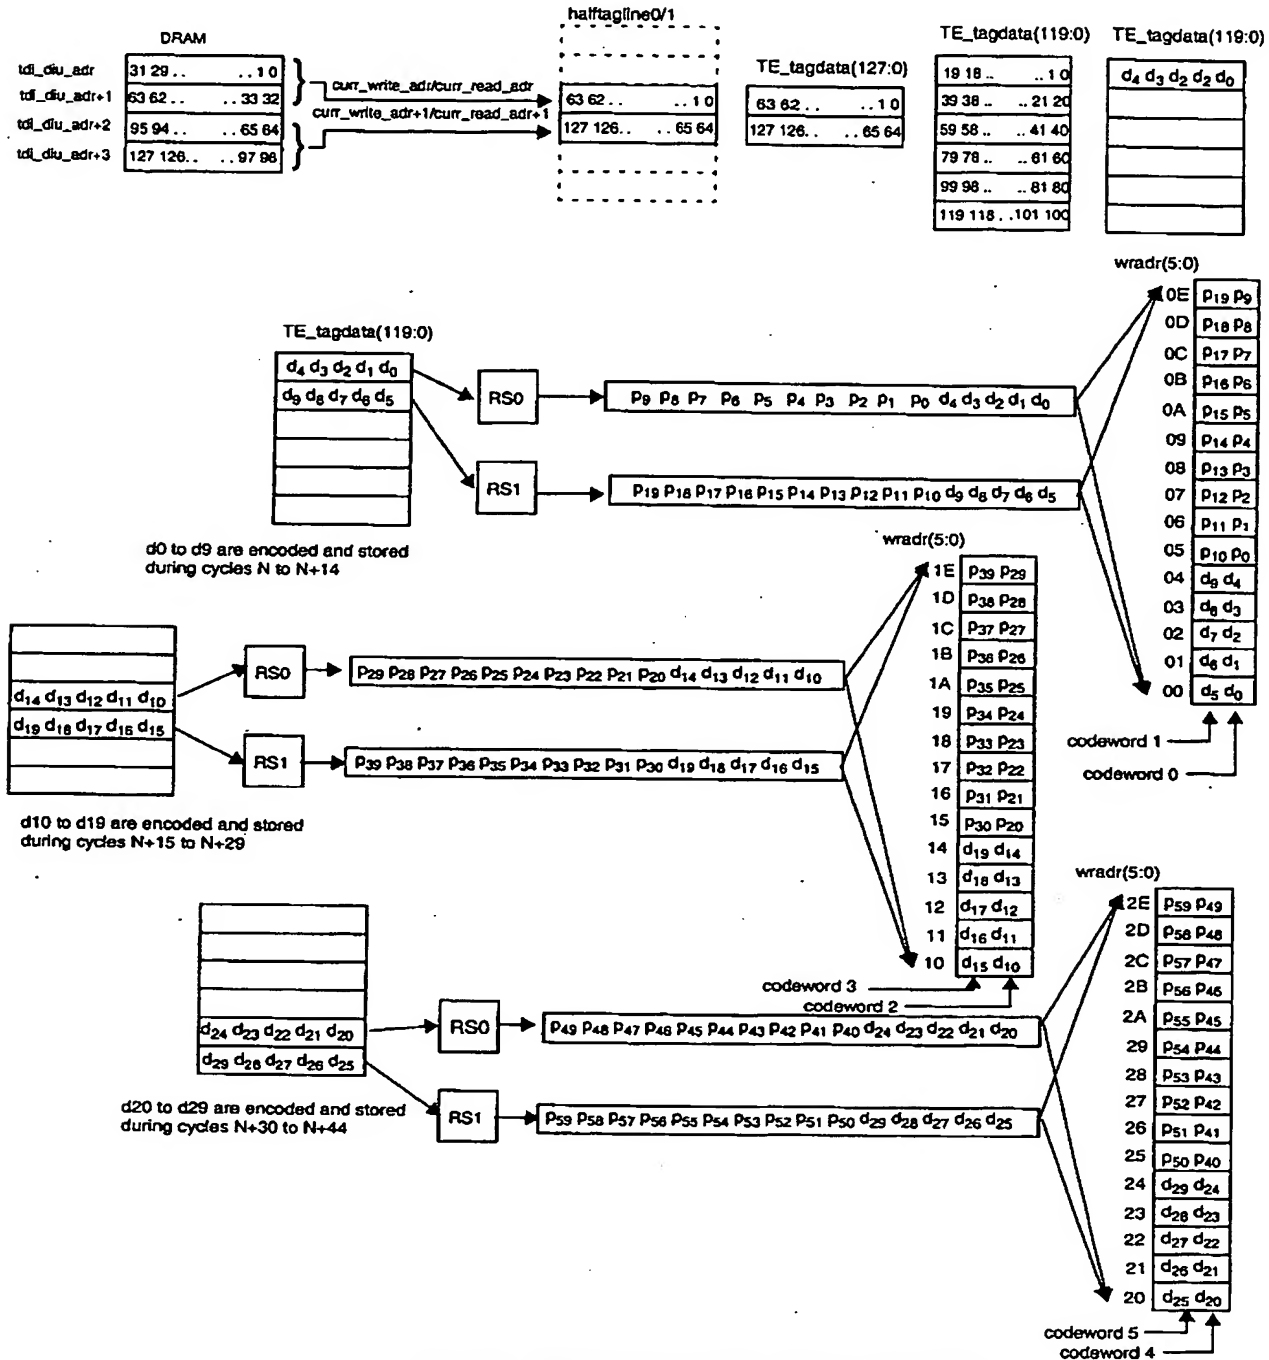 halftagline0/1
DRAM
TE_tagdata(119:0)
TE_tagdata(119:0)
TE_tagdata(127:0)
tdi_diu_adr
31 29 .. .. 1 0
tdi_diu_adr+1
63 62 .. .. 33 32
tdi_diu_adr+2
95 94 .. .. 65 64
tdi_diu_adr+3
127 126.. .. 97 96
curr_write_adr/curr_read_adr
curr_write_adr+1/curr_read_adr+1
63 62 .. .. 1 0
127 126.. .. 65 64
63 62 .. .. 1 0
127 126.. .. 65 64
19 18 .. .. 1 0
39 38 .. .. 21 20
59 58 .. .. 41 40
79 78 .. .. 61 60
99 98 .. .. 81 80
119 118 . . 101 100
d4 d3 d2 d2 d0
wradr(5:0)
0E p19 p9
0D p18 p8
0C p17 p7
0B p16 p6
0A p15 p5
09 p14 p4
08 p13 p3
07 p12 p2
06 p11 p1
05 p10 p0
04 d9 d4
03 d8 d3
02 d7 d2
01 d6 d1
00 d5 d0
codeword 1
codeword 0
TE_tagdata(119:0)
d4 d3 d2 d1 d0
d9 d8 d7 d6 d5
RS0
p9 p8 p7 p6 p5 p4 p3 p2 p1 p0 d4 d3 d2 d1 d0
RS1
p19 p18 p17 p16 p15 p14 p13 p12 p11 p10 d9 d8 d7 d6 d5
d0 to d9 are encoded and stored
during cycles N to N+14
wradr(5:0)
1E p39 p29
1D p38 p28
1C p37 p27
1B p36 p26
1A p35 p25
19 p34 p24
18 p33 p23
17 p32 p22
16 p31 p21
15 p30 p20
14 d19 d14
13 d18 d13
12 d17 d12
11 d16 d11
10 d15 d10
codeword 3
codeword 2
d14 d13 d12 d11 d10
d19 d18 d17 d16 d15
RS0
p29 p28 p27 p26 p25 p24 p23 p22 p21 p20 d14 d13 d12 d11 d10
RS1
p39 p38 p37 p36 p35 p34 p33 p32 p31 p30 d19 d18 d17 d16 d15
d10 to d19 are encoded and stored
during cycles N+15 to N+29
wradr(5:0)
2E p59 p49
2D p58 p48
2C p57 p47
2B p56 p46
2A p55 p45
29 p54 p44
28 p53 p43
27 p52 p42
26 p51 p41
25 p50 p40
24 d29 d24
23 d28 d23
22 d27 d22
21 d26 d21
20 d25 d20
codeword 5
codeword 4
d24 d23 d22 d21 d20
d29 d28 d27 d26 d25
RS0
p49 p48 p47 p46 p45 p44 p43 p42 p41 p40 d24 d23 d22 d21 d20
RS1
p59 p58 p57 p56 p55 p54 p53 p52 p51 p50 d29 d28 d27 d26 d25
d20 to d29 are encoded and stored
during cycles N+30 to N+44